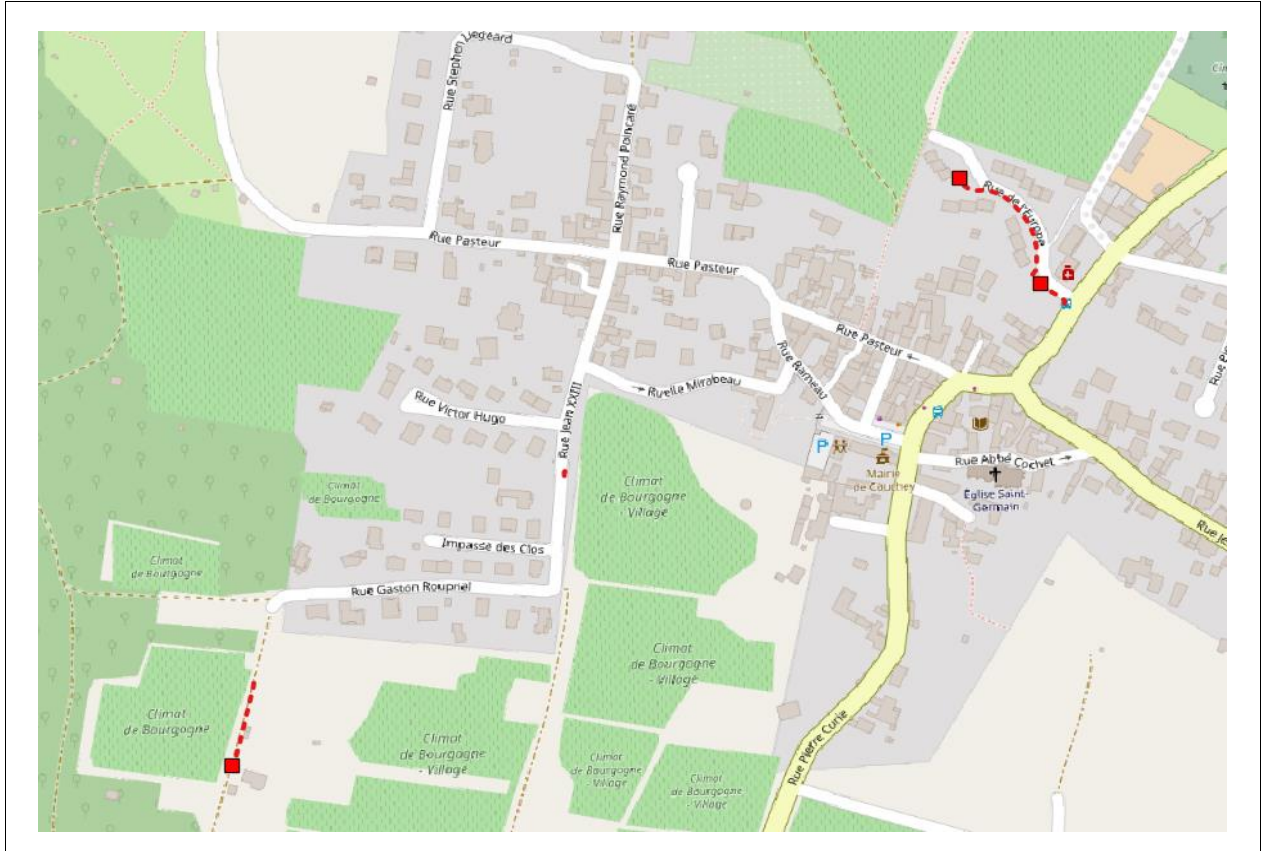 Rue Stephen Liégeard
Rue Raymond Poincaré
Rue Pasteur
Rue Pasteur
Rue Pasteur
Rue de l'Europe
Rue Rameau
Ruelle Mirabeau
Rue Victor Hugo
Rue Jean XXIII
Climat
de Bourgogne
Climat
de Bourgogne
- Village
P
P
Mairie
de Couchey
Rue Abbé Cochet
Église Saint-
Germain
Impasse des Clos
Climat
de Bourgogne
Rue Gaston Roupnel
Climat
de Bourgogne
- Village
Climat
de Bourgogne
Climat
de Bourgogne
- Village
Climat
de Bourgogne
- Village
Climat
de Bourgogne
- Village
Rue Pierre Curie